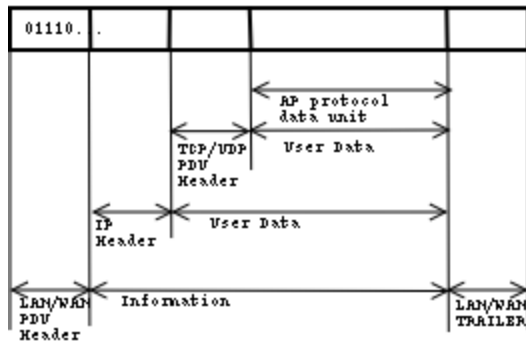 01110...
AP protocol
data unit
TCP/UDP
PDU
Header
User Data
IP
Header
User Data
LAN/WAN
PDU
Header
Information
LAN/WAN
TRAILER